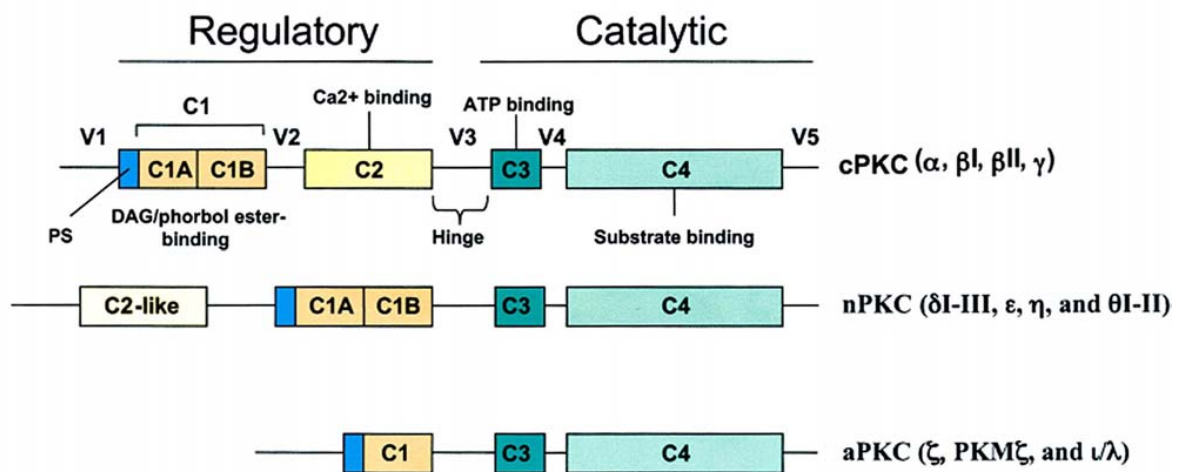 Regulatory
Catalytic
C1
Ca2+ binding
ATP binding
V1
V2
V3
V4
V5
C1A
C1B
C2
C3
C4
cPKC (α, βI, βII, γ)
PS
DAG/phorbol ester-
binding
Hinge
Substrate binding
C2-like
C1A
C1B
C3
C4
nPKC (δI-III, ε, η, and θI-II)
C1
C3
C4
aPKC (ζ, PKMζ, and ι/λ)